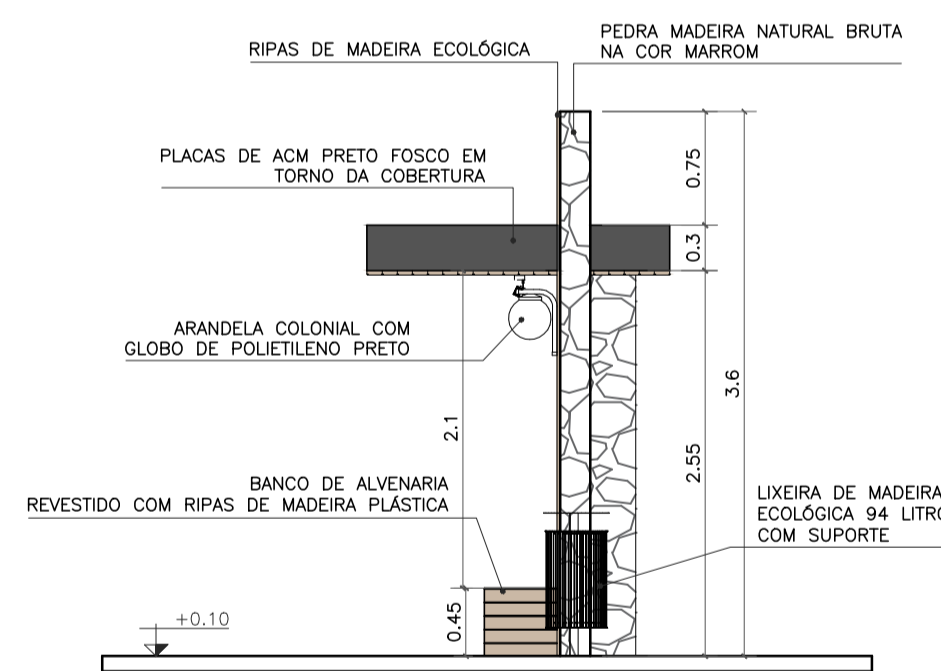 RIPAS DE MADEIRA ECOLÓGICA
PEDRA MADEIRA NATURAL BRUTA
NA COR MARROM
PLACAS DE ACM PRETO FOSCO EM
TORNO DA COBERTURA
0.75
0.3
ARANDELA COLONIAL COM
GLOBO DE POLIETILENO PRETO
3.6
2.1
2.55
BANCO DE ALVENARIA
REVESTIDO COM RIPAS DE MADEIRA PLÁSTICA
LIXEIRA DE MADEIRA
ECOLÓGICA 94 LITRO
COM SUPORTE
0.45
+0.10